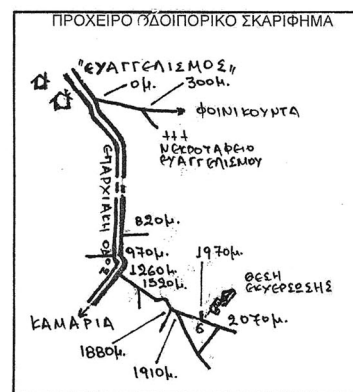 ΠΡΟΧΕΙΡΟ ΟΔΟΙΠΟΡΙΚΟ ΣΚΑΡΙΦΗΜΑ
"ΕΥΑΓΓΕΛΙΣΜΟΣ"
0μ.
300μ.
ΦΟΙΝΙΚΟΥΝΤΑ
ΝΕΚΡΟΤΑΦΕΙΟ
ΕΥΑΓΓΕΛΙΣΜΟΥ
ΕΠΑΡΧΙΑΚΗ ΟΔΟΣ
820μ.
970μ.
1260μ.
1520μ.
1970μ.
ΘΕΣΗ
ΕΚΧΕΡΣΩΣΗΣ
6
2070μ.
ΚΑΜΑΡΙΑ
1880μ.
1910μ.